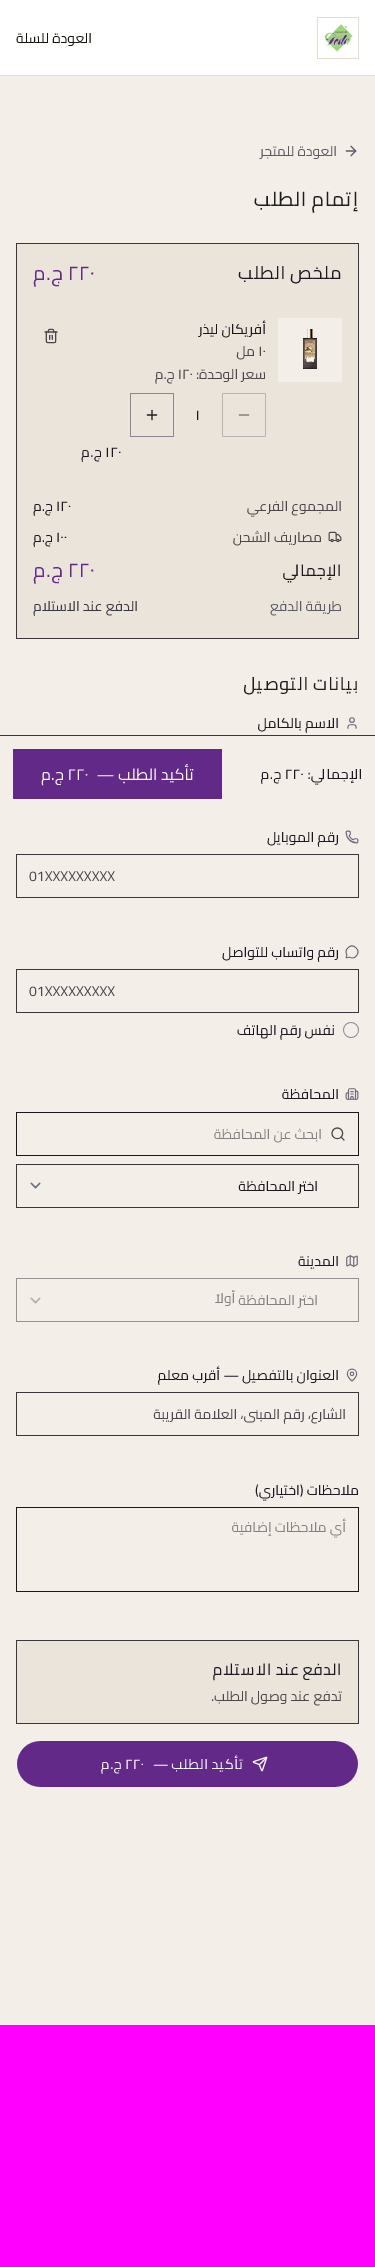 العودة للسلة
العودة للمتجر
إتمام الطلب
ملخص الطلب ٢٢٠ ج.م
أفريكان ليذر
١٠ مل
سعر الوحدة: ١٢٠ ج.م
١
١٢٠ ج.م
المجموع الفرعي ١٢٠ ج.م
مصاريف الشحن ١٠٠ ج.م
الإجمالي ٢٢٠ ج.م
طريقة الدفع الدفع عند الاستلام
بيانات التوصيل
الاسم بالكامل
الإجمالي: ٢٢٠ ج.م تأكيد الطلب — ٢٢٠ ج.م
رقم الموبايل
01XXXXXXXXX
رقم واتساب للتواصل
01XXXXXXXXX
نفس رقم الهاتف
المحافظة
ابحث عن المحافظة
اختر المحافظة
المدينة
اختر المحافظة أولا
العنوان بالتفصيل — أقرب معلم
الشارع، رقم المبنى، العلامة القريبة
ملاحظات (اختياري)
أي ملاحظات إضافية
الدفع عند الاستلام
تدفع عند وصول الطلب.
تأكيد الطلب — ٢٢٠ ج.م